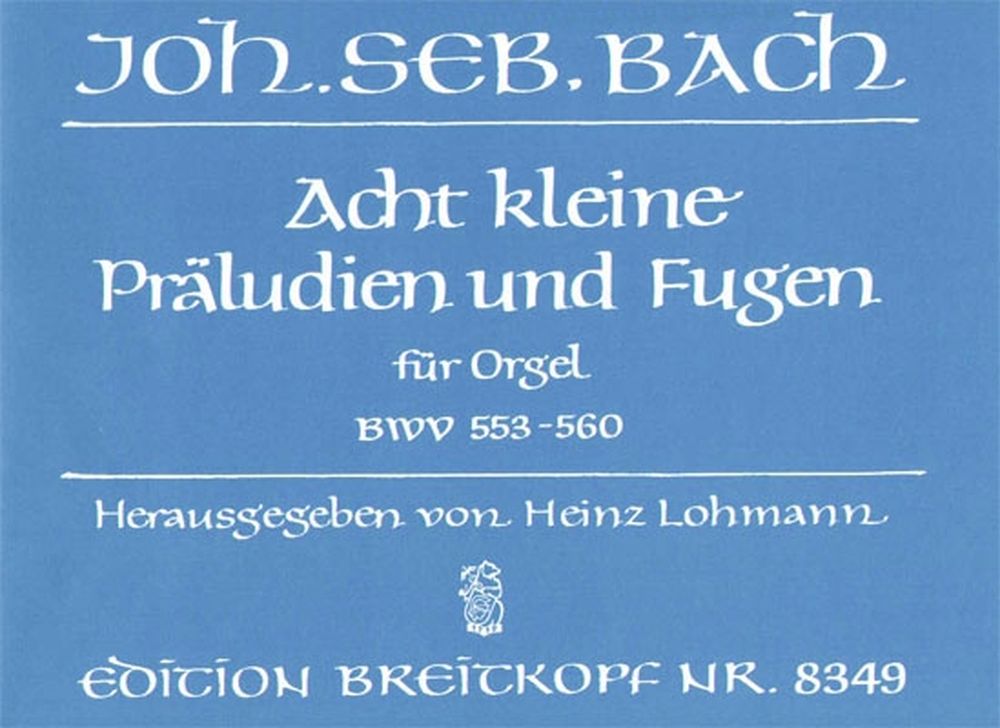 Joh. Seb. Bach
Acht kleine
Präludien und Fugen
für Orgel
BWV 553-560
Herausgegeben von Heinz Lohmann
EDITION BREITKOPF NR. 8349